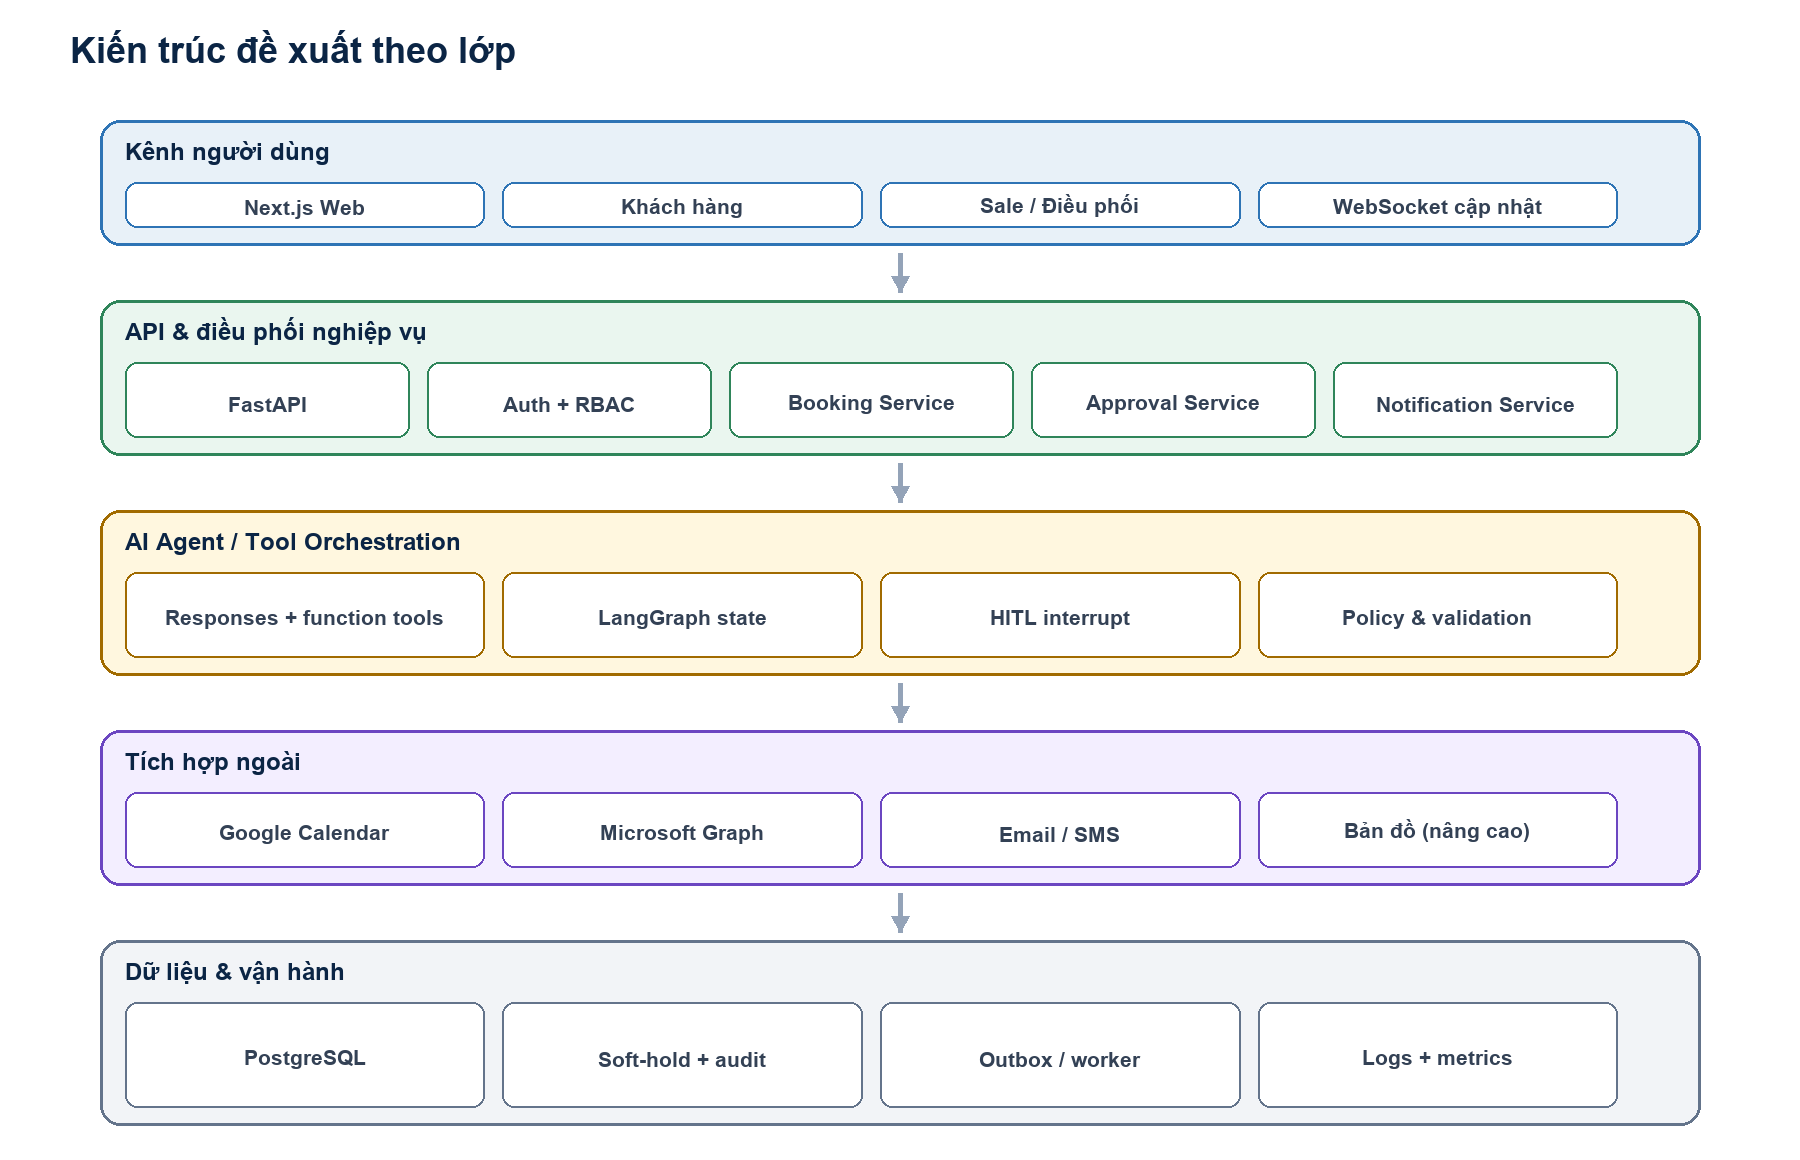 Kiến trúc đề xuất theo lớp
Kênh người dùng
Next.js Web
Khách hàng
Sale / Điều phối
WebSocket cập nhật
API & điều phối nghiệp vụ
FastAPI
Auth + RBAC
Booking Service
Approval Service
Notification Service
AI Agent / Tool Orchestration
Responses + function tools
LangGraph state
HITL interrupt
Policy & validation
Tích hợp ngoài
Google Calendar
Microsoft Graph
Email / SMS
Bản đồ (nâng cao)
Dữ liệu & vận hành
PostgreSQL
Soft-hold + audit
Outbox / worker
Logs + metrics